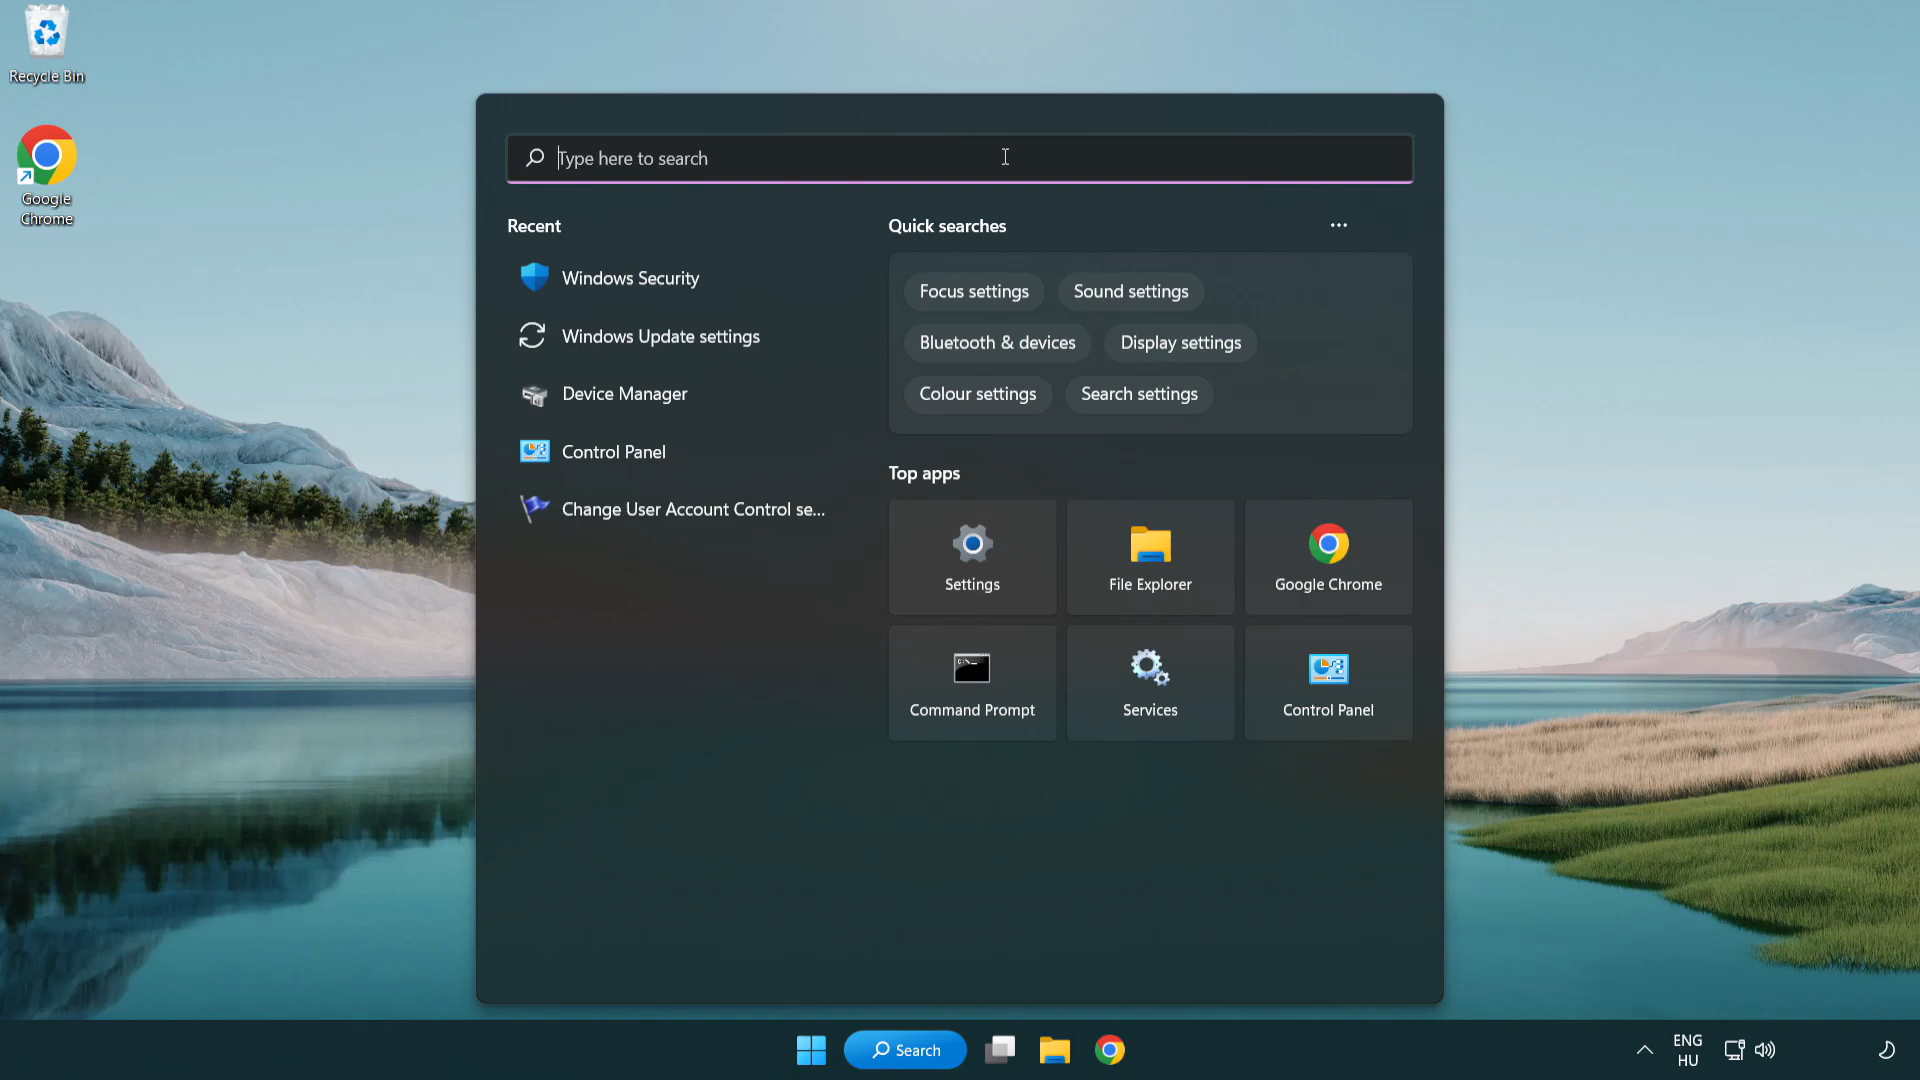 Recycle Bin
Google
Chrome
Type here to search
Recent
Windows Security
Windows Update settings
Device Manager
Control Panel
Change User Account Control se...
Quick searches
Focus settings
Sound settings
Bluetooth & devices
Display settings
Colour settings
Search settings
Top apps
Settings
File Explorer
Google Chrome
Command Prompt
Services
Control Panel
Search
ENG
HU